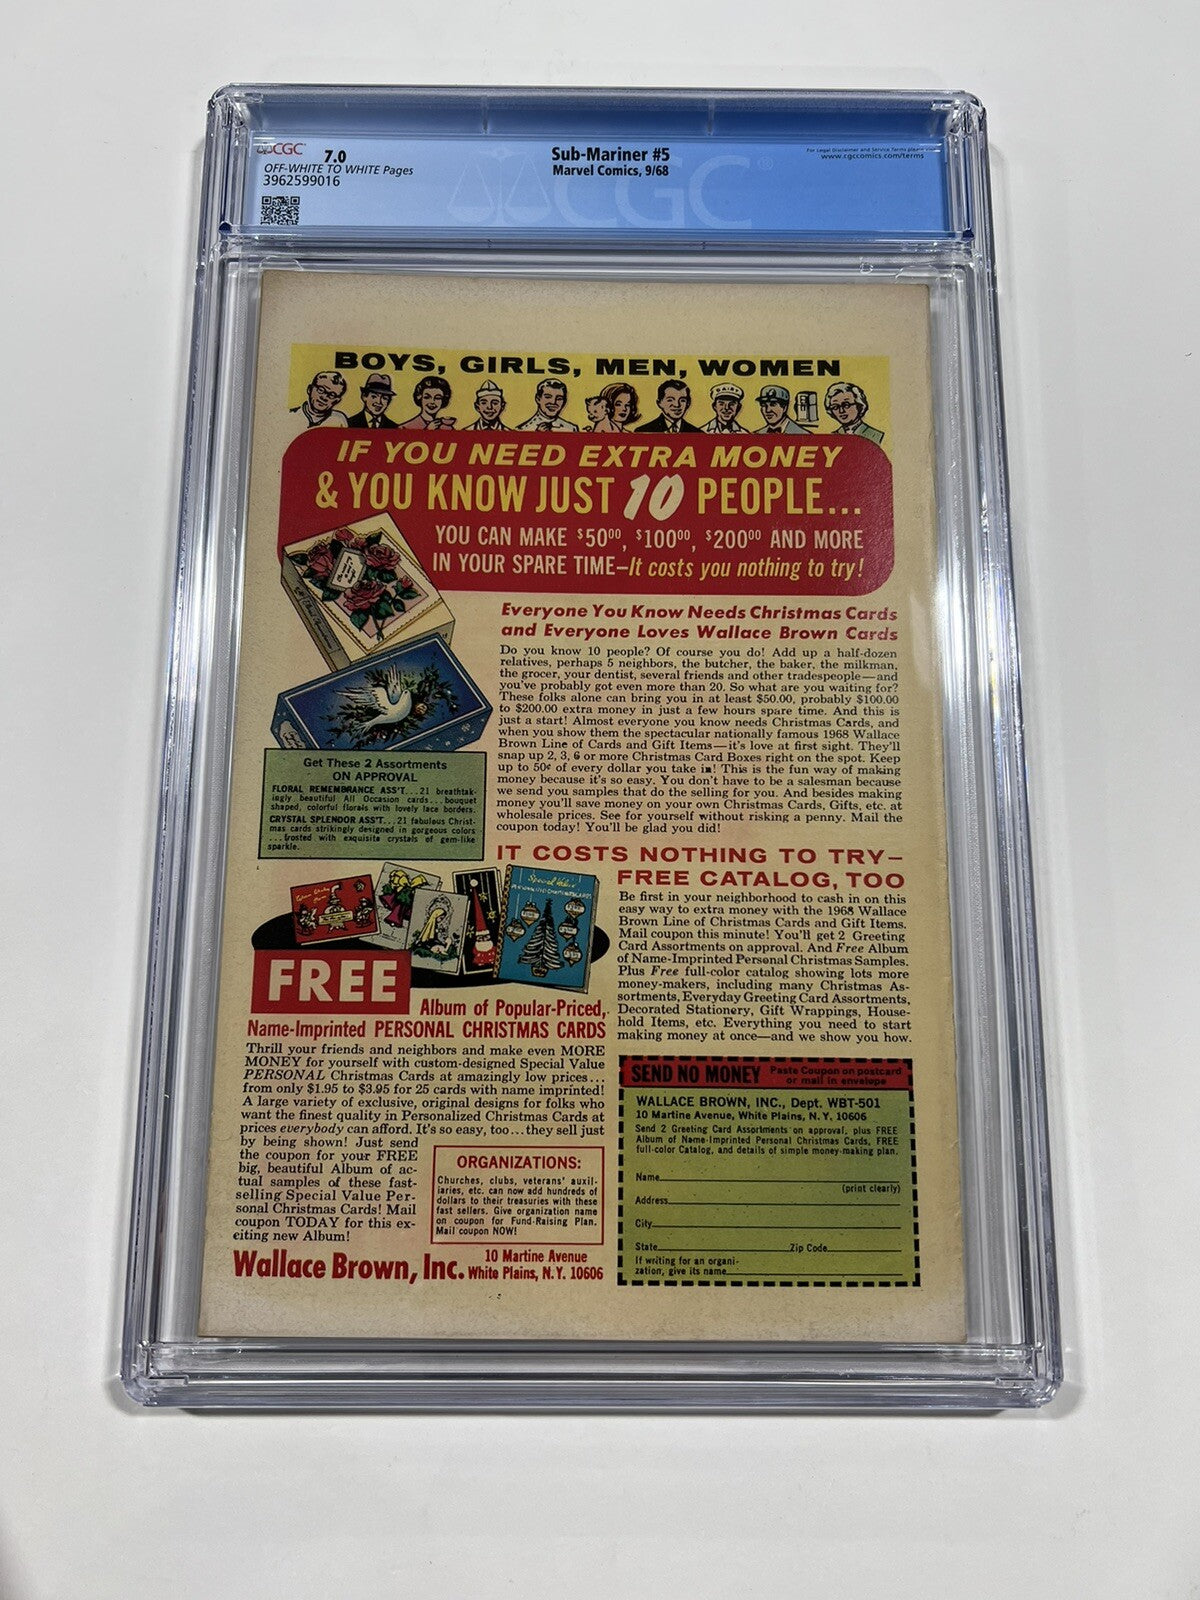 CGC 7.0
OFF-WHITE TO WHITE Pages
3962599016
Sub-Mariner #5
Marvel Comics, 9/68
www.cgccomics.com/terms
CGC
BOYS, GIRLS, MEN, WOMEN
DAIRY
IF YOU NEED EXTRA MONEY
& YOU KNOW JUST 10 PEOPLE...
YOU CAN MAKE $50⁰⁰, $100⁰⁰, $200⁰⁰ AND MORE
IN YOUR SPARE TIME—It costs you nothing to try!
Everyone You Know Needs Christmas Cards
and Everyone Loves Wallace Brown Cards
Do you know 10 people? Of course you do! Add up a half-dozen
relatives, perhaps 5 neighbors, the butcher, the baker, the milkman,
the grocer, your dentist, several friends and other tradespeople—and
you've probably got even more than 20. So what are you waiting for?
These folks alone can bring you in at least $50.00, probably $100.00
to $200.00 extra money in just a few hours spare time. And this is
just a start! Almost everyone you know needs Christmas Cards, and
when you show them the spectacular nationally famous 1968 Wallace
Brown Line of Cards and Gift Items—it's love at first sight. They'll
snap up 2, 3, 6 or more Christmas Card Boxes right on the spot. Keep
up to 50¢ of every dollar you take in! This is the fun way of making
money because it's so easy. You don't have to be a salesman because
we send you samples that do the selling for you. And besides making
money you'll save money on your own Christmas Cards, Gifts, etc. at
wholesale prices. See for yourself without risking a penny. Mail the
coupon today! You'll be glad you did!
Get These 2 Assortments
ON APPROVAL
FLORAL REMEMBRANCE ASS'T...21 breathtak-
ingly beautiful All Occasion cards...bouquet
shaped, colorful florals with lovely lace borders.
CRYSTAL SPLENDOR ASS'T...21 fabulous Christ-
mas cards strikingly designed in gorgeous colors
...frosted with exquisite crystals of gem-like
sparkle.
IT COSTS NOTHING TO TRY—
FREE CATALOG, TOO
Be first in your neighborhood to cash in on this
easy way to extra money with the 1968 Wallace
Brown Line of Christmas Cards and Gift Items.
Mail coupon this minute! You'll get 2 Greeting
Card Assortments on approval. And Free Album
of Name-Imprinted Personal Christmas Samples.
Plus Free full-color catalog showing lots more
money-makers, including many Christmas As-
sortments, Everyday Greeting Card Assortments,
Decorated Stationery, Gift Wrappings, House-
hold Items, etc. Everything you need to start
making money at once—and we show you how.
Special Value
PERSONALIZED CHRISTMAS CARDS
FREE
Album of Popular-Priced,
Name-Imprinted PERSONAL CHRISTMAS CARDS
Thrill your friends and neighbors and make even MORE
MONEY for yourself with custom-designed Special Value
PERSONAL Christmas Cards at amazingly low prices...
from only $1.95 to $3.95 for 25 cards with name imprinted!
A large variety of exclusive, original designs for folks who
want the finest quality in Personalized Christmas Cards at
prices everybody can afford. It's so easy, too...they sell just
by being shown! Just send
the coupon for your FREE
big, beautiful Album of ac-
tual samples of these fast-
selling Special Value Per-
sonal Christmas Cards! Mail
coupon TODAY for this ex-
citing new Album!
ORGANIZATIONS:
Churches, clubs, veterans' auxil-
iaries, etc. can now add hundreds of
dollars to their treasuries with these
fast sellers. Give organization name
on coupon for Fund-Raising Plan.
Mail coupon NOW!
Wallace Brown, Inc. 10 Martine Avenue
White Plains, N.Y. 10606
SEND NO MONEY Paste Coupon on postcard
or mail in envelope
WALLACE BROWN, INC., Dept. WBT-501
10 Martine Avenue, White Plains, N.Y. 10606
Send 2 Greeting Card Assortments on approval, plus FREE
Album of Name-Imprinted Personal Christmas Cards, FREE
full-color Catalog, and details of simple money-making plan.
Name
(print clearly)
Address
City
State Zip Code
If writing for an organi-
zation, give its name